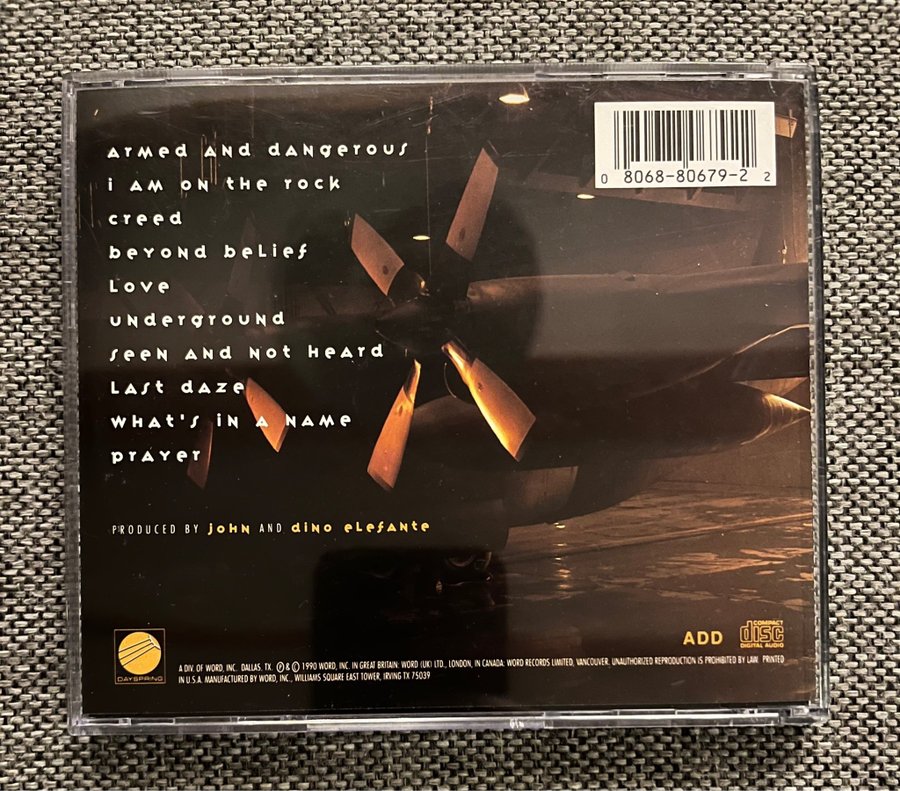 armed and dangerous
i am on the rock
creed
beyond belief
Love
underground
seen and not heard
Last daze
what's in a name
prayer
PRODUCED BY john AND dino elefante
0 8068-80679-2 2
ADD
COMPACT
disc
DIGITAL AUDIO
DAYSPRING
A DIV. OF WORD, INC. DALLAS, TX. ℗ & © 1990 WORD, INC. IN GREAT BRITAIN: WORD (UK) LTD., LONDON, IN CANADA: WORD RECORDS LIMITED, VANCOUVER. UNAUTHORIZED REPRODUCTION IS PROHIBITED BY LAW. PRINTED
IN U.S.A. MANUFACTURED BY WORD, INC., WILLIAMS SQUARE EAST TOWER, IRVING TX 75039